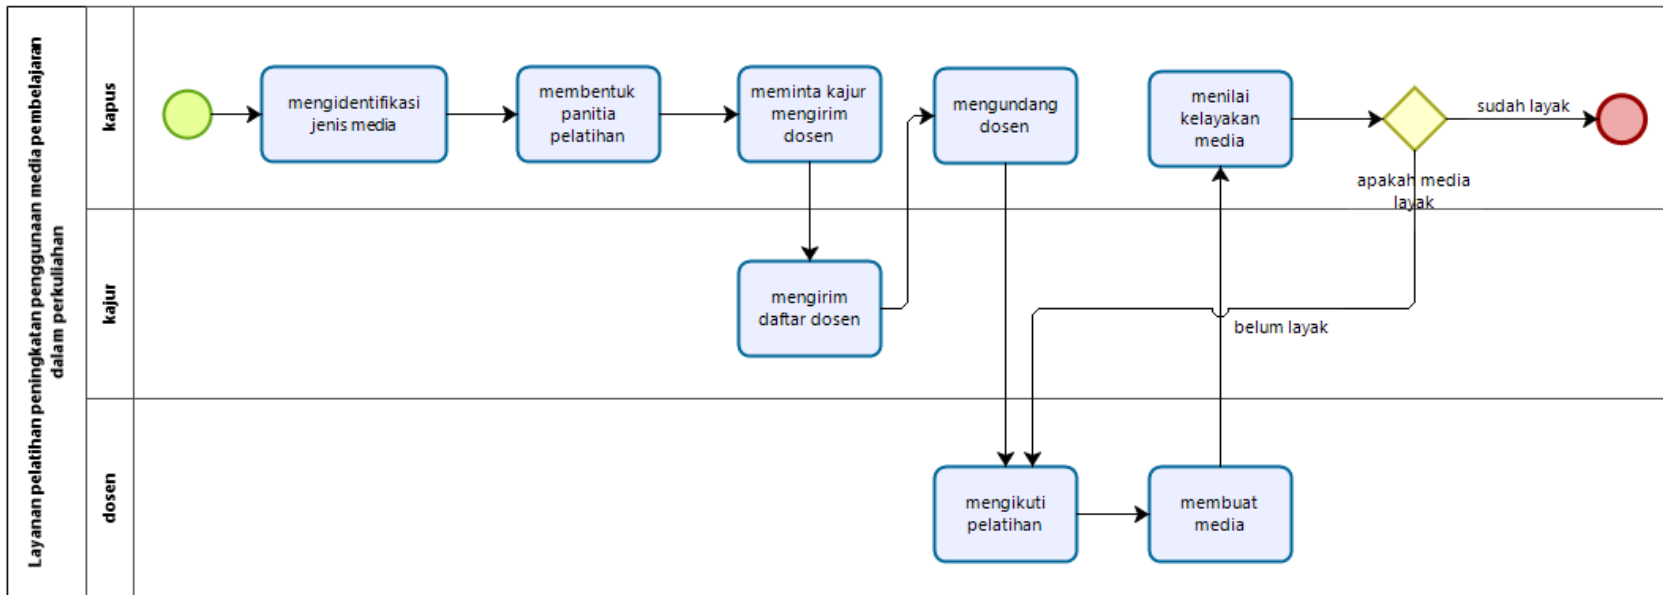 Layanan pelatihan peningkatan penggunaan media pembelajaran
dalam perkuliahan
kapus
mengidentifikasi
jenis media
membentuk
panitia
pelatihan
meminta kajur
mengirim
dosen
mengundang
dosen
menilai
kelayakan
media
sudah layak
apakah media
layak
kajur
mengirim
daftar dosen
belum layak
dosen
mengikuti
pelatihan
membuat
media